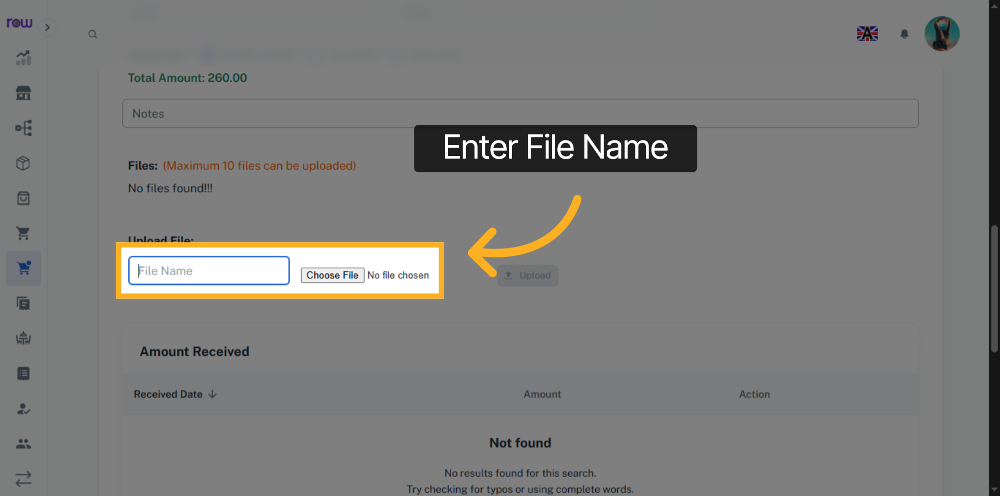 row
A
Total Amount: 260.00
Notes
Enter File Name
Files: (Maximum 10 files can be uploaded)
No files found!!!
Upload File:
File Name
Choose File No file chosen
Upload
Amount Received
Received Date
Amount
Action
Not found
No results found for this search.
Try checking for typos or using complete words.